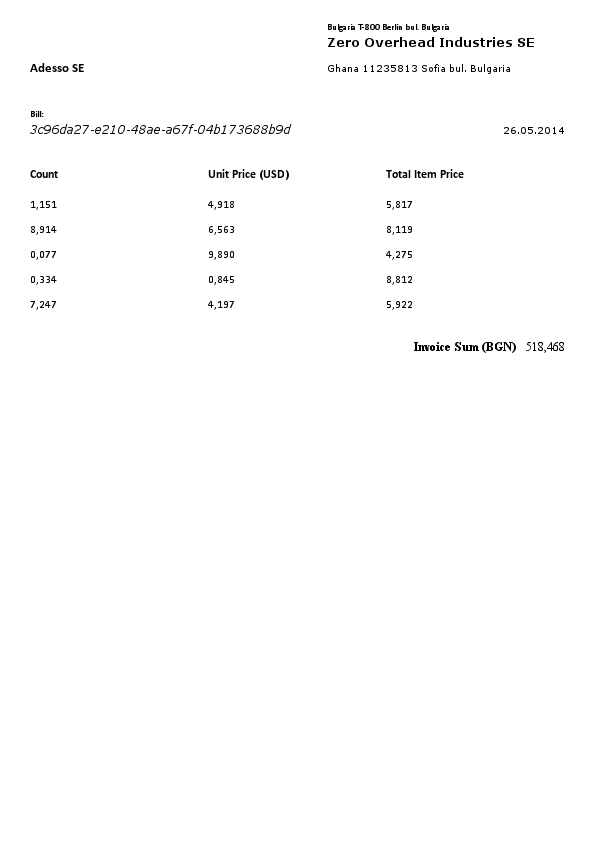 Bulgaria T-800 Berlin bul. Bulgaria
Zero Overhead Industries SE
Adesso SE
Ghana 11235813 Sofia bul. Bulgaria
Bill:
3c96da27-e210-48ae-a67f-04b173688b9d
26.05.2014
Count Unit Price (USD) Total Item Price
1,151 4,918 5,817
8,914 6,563 8,119
0,077 9,890 4,275
0,334 0,845 8,812
7,247 4,197 5,922
Invoice Sum (BGN) 518,468